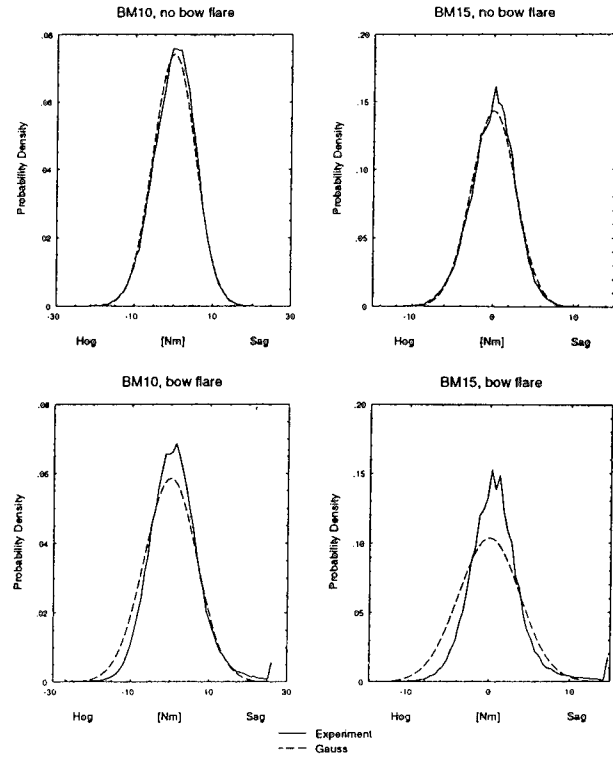 BM10, no bow flare
BM15, no bow flare
.08
.06
.04
.02
0
Probability Density
-30
-10
10
30
Hog
[Nm]
Sag
.20
.15
.10
.05
0
Probability Density
-10
0
10
Hog
[Nm]
Sag
BM10, bow flare
BM15, bow flare
.08
.06
.04
.02
0
Probability Density
-30
-10
10
30
Hog
[Nm]
Sag
.20
.15
.10
.05
0
Probability Density
-10
0
10
Hog
[Nm]
Sag
Experiment
Gauss